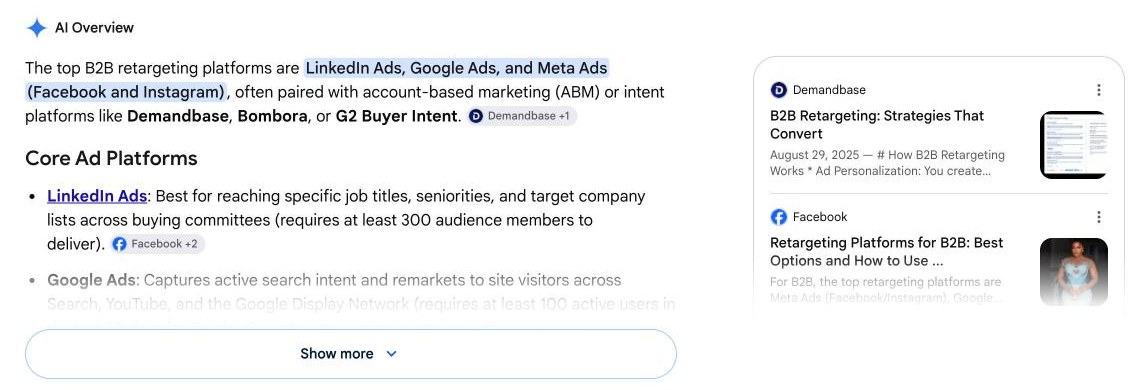 AI Overview
The top B2B retargeting platforms are LinkedIn Ads, Google Ads, and Meta Ads
(Facebook and Instagram), often paired with account-based marketing (ABM) or intent
platforms like Demandbase, Bombora, or G2 Buyer Intent. Demandbase +1
Core Ad Platforms
• LinkedIn Ads: Best for reaching specific job titles, seniorities, and target company
lists across buying committees (requires at least 300 audience members to
deliver). Facebook +2
• Google Ads: Captures active search intent and remarkets to site visitors across
Search, YouTube, and the Google Display Network (requires at least 100 active users in
Show more
Demandbase
B2B Retargeting: Strategies That
Convert
August 29, 2025 — # How B2B Retargeting
Works * Ad Personalization: You create...
Facebook
Retargeting Platforms for B2B: Best
Options and How to Use ...
For B2B, the top retargeting platforms are
Meta Ads (Facebook/Instagram), Google...